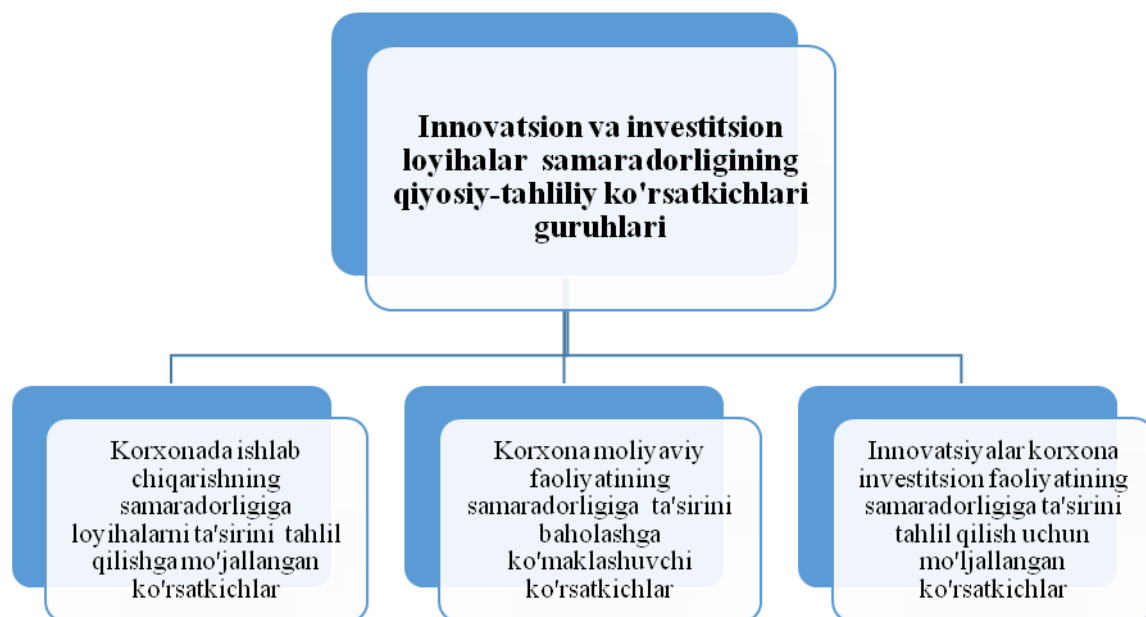 Innovatsion va investitsion
loyihalar samaradorligining
qiyosiy-tahliliy ko'rsatkichlari
guruhlari
Korxonada ishlab
chiqarishning
samaradorligiga
loyihalarni ta'sirini tahlil
qilishga mo'jallangan
ko'rsatkichlar
Korxona moliyaviy
faoliyatining
samaradorligiga ta'sirini
baholashga
ko'maklashuvchi
ko'rsatkichlar
Innovatsiyalar korxona
investitsion faoliyatining
samaradorligiga ta'sirini
tahlil qilish uchun
mo'ljallangan
ko'rsatkichlar